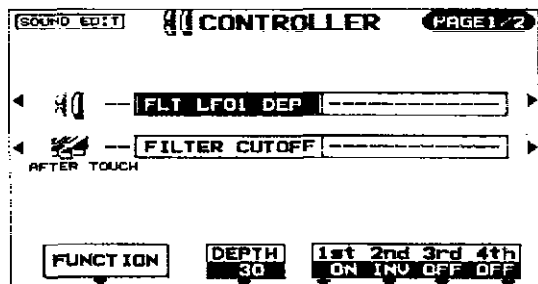 SOUND EDIT CONTROLLER PAGE1/2
FLT LFO1 DEP
FILTER CUTOFF
AFTER TOUCH
FUNCTION DEPTH 1st 2nd 3rd 4th
30 ON INV OFF OFF